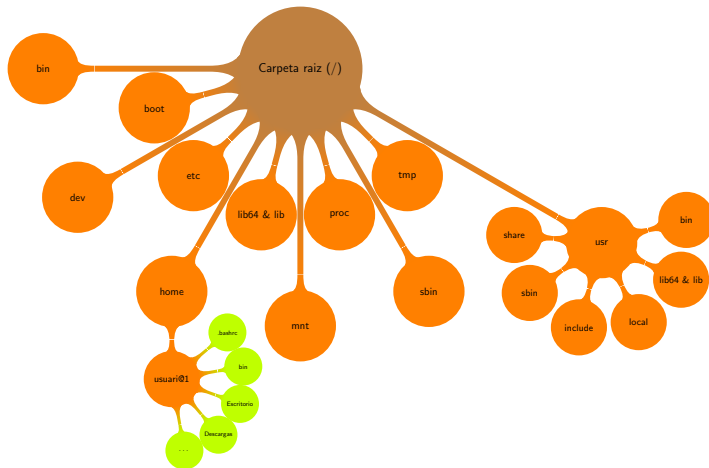 Carpeta raiz (/)
bin
boot
dev
etc
lib64 & lib
proc
tmp
home
mnt
sbin
usr
share
bin
sbin
lib64 & lib
include
local
usuari@1
.bashrc
bin
Escritorio
Descargas
...